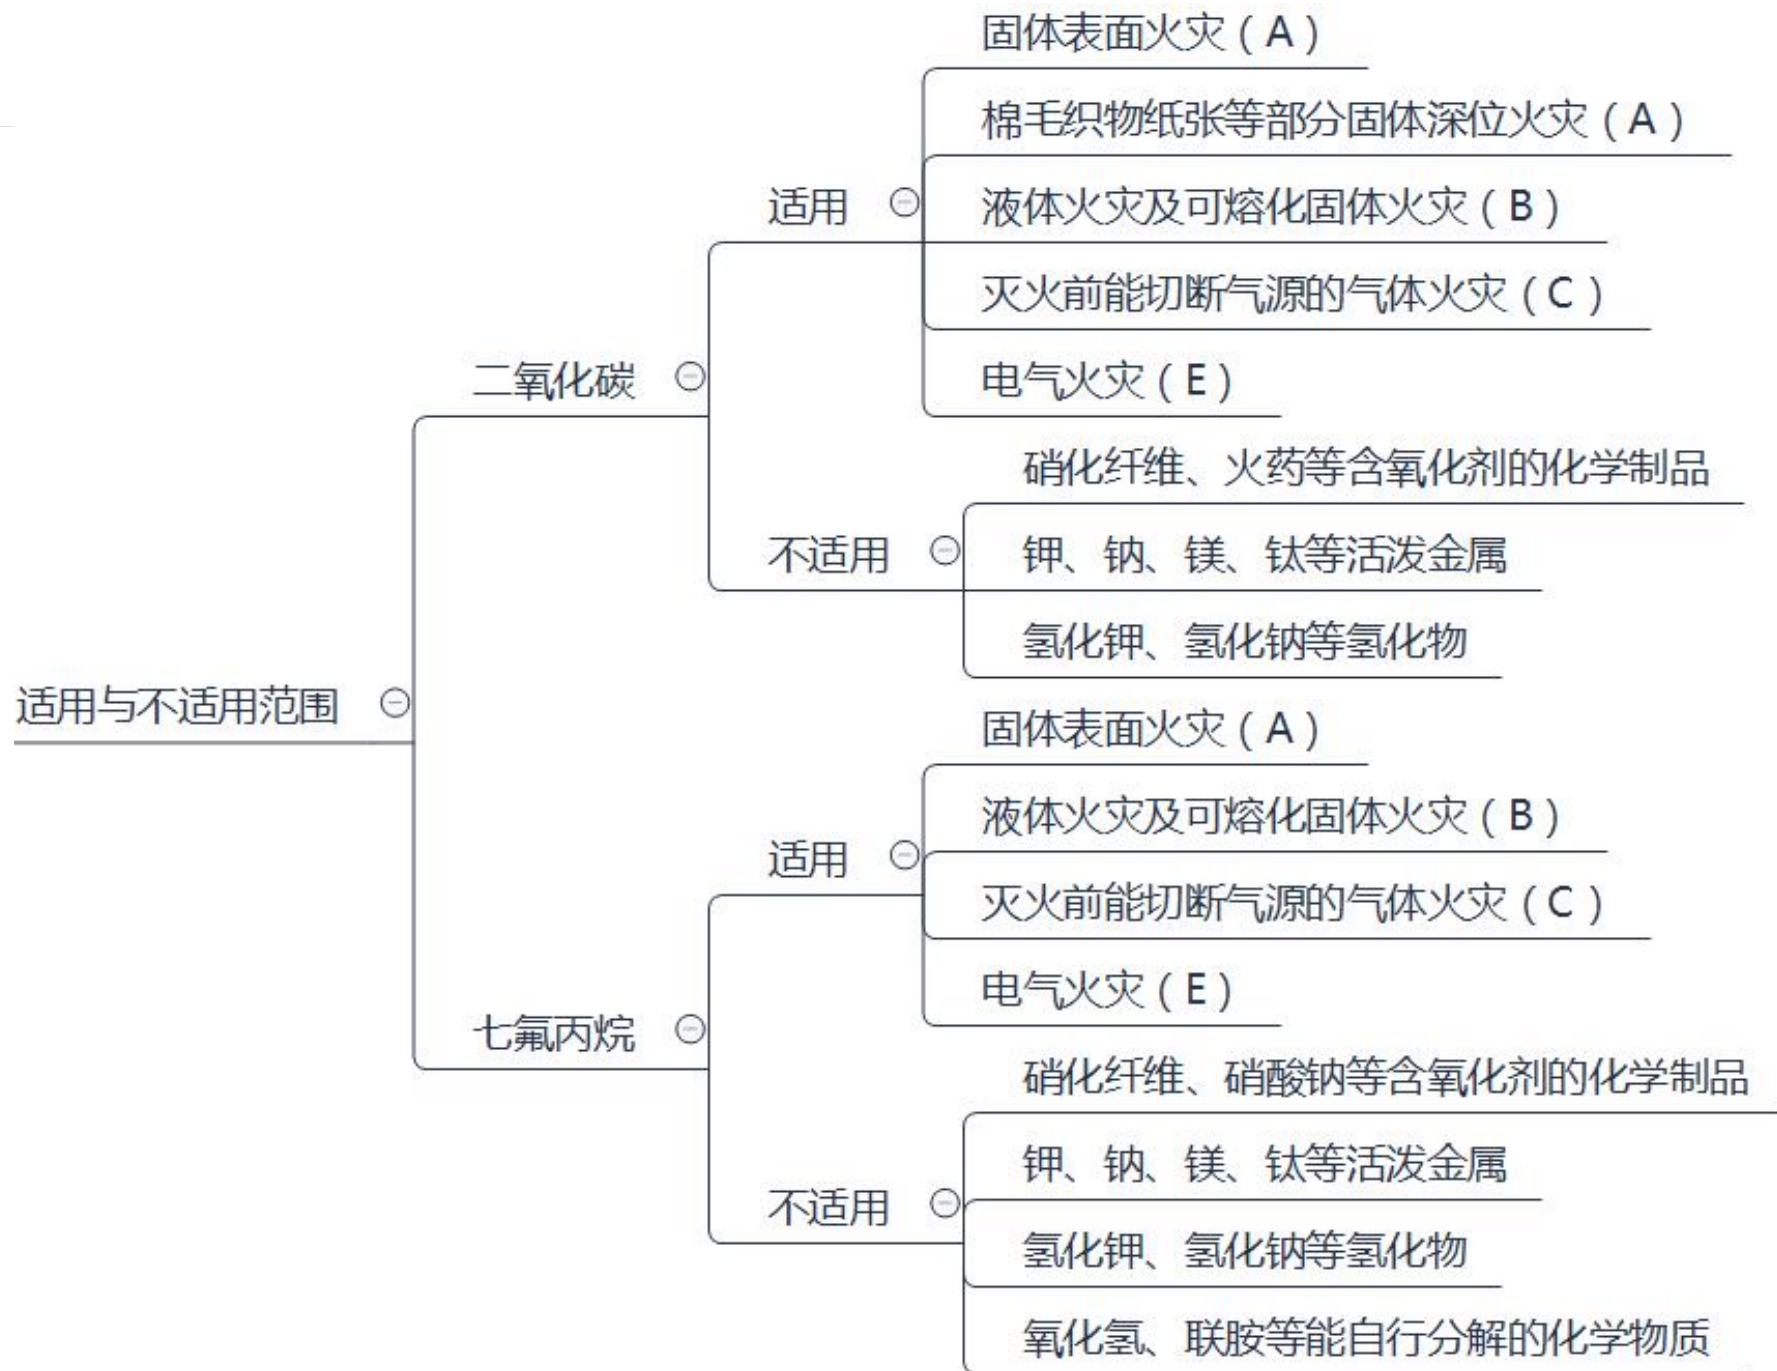 适用与不适用范围
二氧化碳
适用
固体表面火灾（A）
棉毛织物纸张等部分固体深位火灾（A）
液体火灾及可熔化固体火灾（B）
灭火前能切断气源的气体火灾（C）
电气火灾（E）
不适用
硝化纤维、火药等含氧化剂的化学制品
钾、钠、镁、钛等活泼金属
氢化钾、氢化钠等氢化物
七氟丙烷
适用
固体表面火灾（A）
液体火灾及可熔化固体火灾（B）
灭火前能切断气源的气体火灾（C）
电气火灾（E）
不适用
硝化纤维、硝酸钠等含氧化剂的化学制品
钾、钠、镁、钛等活泼金属
氢化钾、氢化钠等氢化物
氧化氢、联胺等能自行分解的化学物质